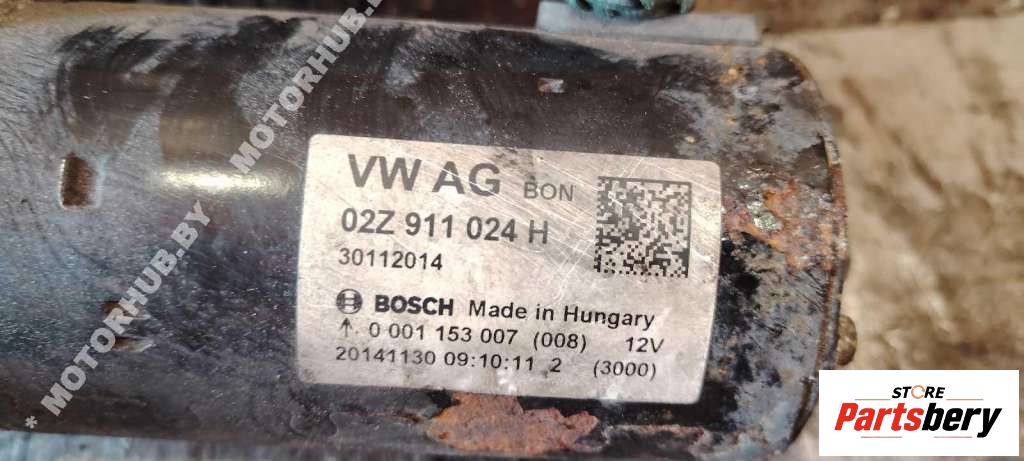 VW AG BON
02Z 911 024 H
30112014
BOSCH Made in Hungary
0 001 153 007 (008) 12V
20141130 09:10:11 2 (3000)
* MOTORHUB.BY * MOTORHUB.BY
STORE
Partsbery